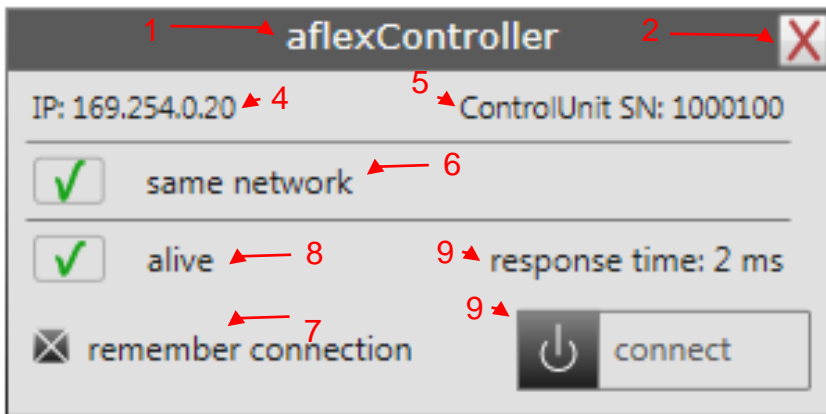 1 aflexController 2 X
IP: 169.254.0.20 4 5 ControlUnit SN: 1000100
same network 6
alive 8 9 response time: 2 ms
remember connection 7 9 connect